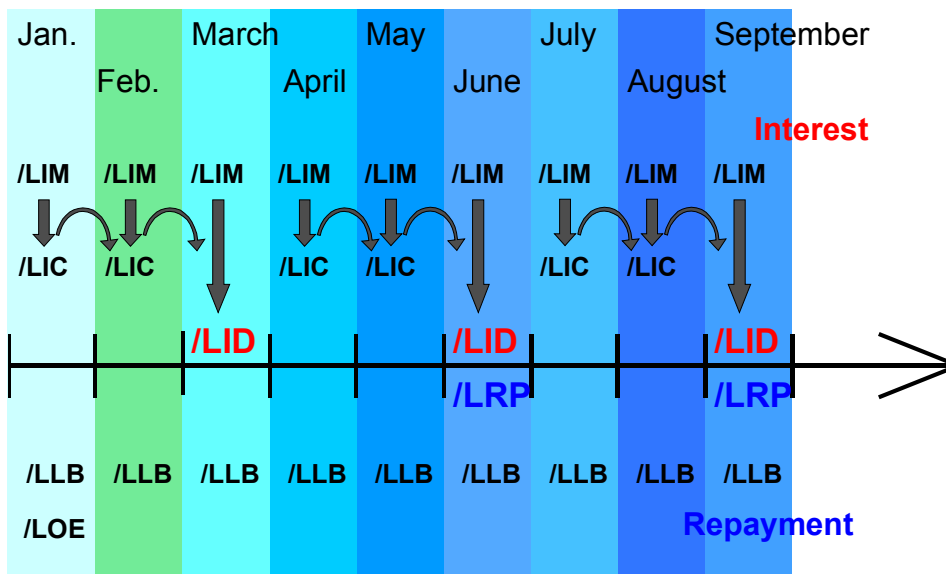 Jan. March May July September
Feb. April June August
Interest
/LIM /LIM /LIM /LIM /LIM /LIM /LIM /LIM /LIM
/LIC /LIC /LIC /LIC /LIC /LIC
/LID /LID /LID
/LRP /LRP
/LLB /LLB /LLB /LLB /LLB /LLB /LLB /LLB /LLB
/LOE
Repayment